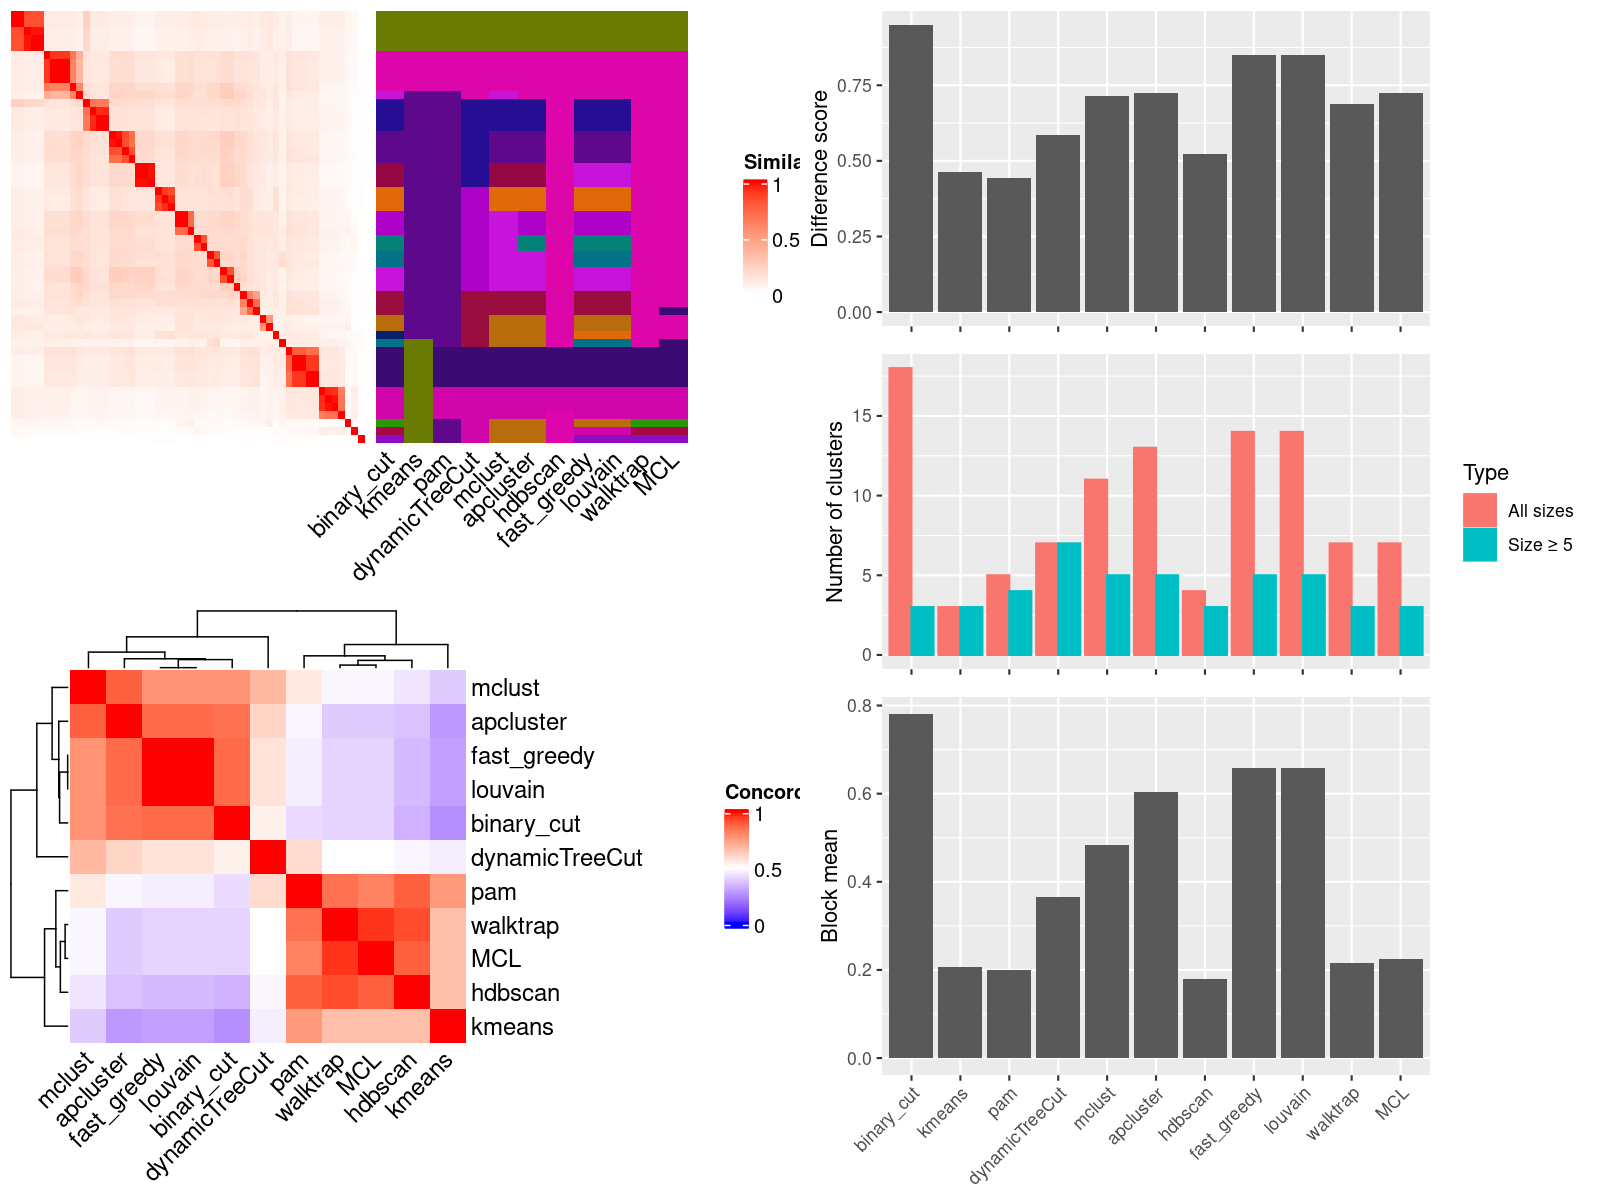 Simila
1
0.5
0
binary_cut
kmeans
pam
dynamicTreeCut
mclust
apcluster
hdbscan
fast_greedy
louvain
walktrap
MCL
Difference score
0.75
0.50
0.25
0.00
Number of clusters
15
10
5
0
Type
All sizes
Size ≥ 5
mclust
apcluster
fast_greedy
louvain
binary_cut
dynamicTreeCut
pam
walktrap
MCL
hdbscan
kmeans
mclust
apcluster
fast_greedy
louvain
binary_cut
dynamicTreeCut
pam
walktrap
MCL
hdbscan
kmeans
Concord
1
0.5
0
Block mean
0.8
0.6
0.4
0.2
0.0
binary_cut
kmeans
pam
dynamicTreeCut
mclust
apcluster
hdbscan
fast_greedy
louvain
walktrap
MCL